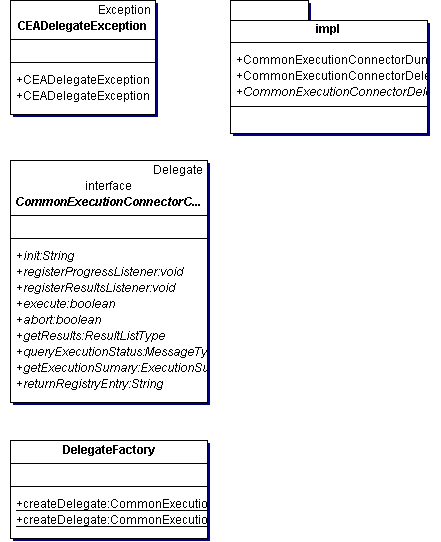 Exception
CEADelegateException
+CEADelegateException
+CEADelegateException
impl
+CommonExecutionConnectorDun
+CommonExecutionConnectorDele
+CommonExecutionConnectorDele
Delegate
interface
CommonExecutionConnectorC...
+init:String
+registerProgressListener:void
+registerResultsListener:void
+execute:boolean
+abort:boolean
+getResults:ResultListType
+queryExecutionStatus:MessageTy
+getExecutionSumary:ExecutionSu
+returnRegistryEntry:String
DelegateFactory
+createDelegate:CommonExecutio
+createDelegate:CommonExecutio